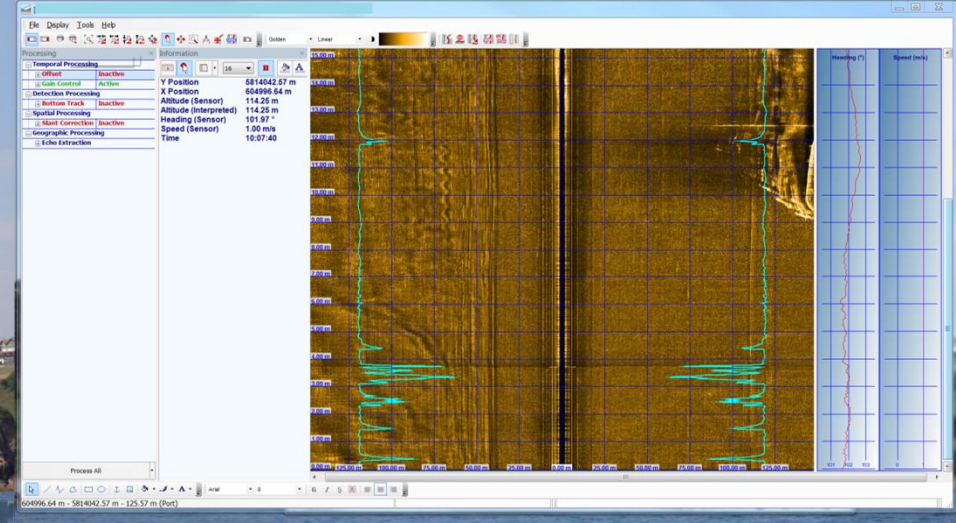 File Display Tools Help
Golden Linear
Processing
Information
Temporal Processing
Offset Inactive
Gain Control Active
Detection Processing
Bottom Track Inactive
Spatial Processing
Slant Correction Inactive
Geographic Processing
Echo Extraction
16
Y Position 5814042.57 m
X Position 604996.64 m
Altitude (Sensor) 114.25 m
Altitude (Interpreted) 114.25 m
Heading (Sensor) 101.97 °
Speed (Sensor) 1.00 m/s
Time 10:07:40
15.00 m
14.00 m
13.00 m
12.00 m
11.00 m
10.00 m
9.00 m
8.00 m
7.00 m
6.00 m
5.00 m
4.00 m
3.00 m
2.00 m
1.00 m
0.00 m 125.00 m 100.00 m 75.00 m 50.00 m 25.00 m 0.00 m 25.00 m 50.00 m 75.00 m 100.00 m 125.00 m
Heading (°) Speed (m/s)
101 102 103 0
Process All
Arial 8 G I S
604996.64 m - 5814042.57 m - 125.57 m (Port)